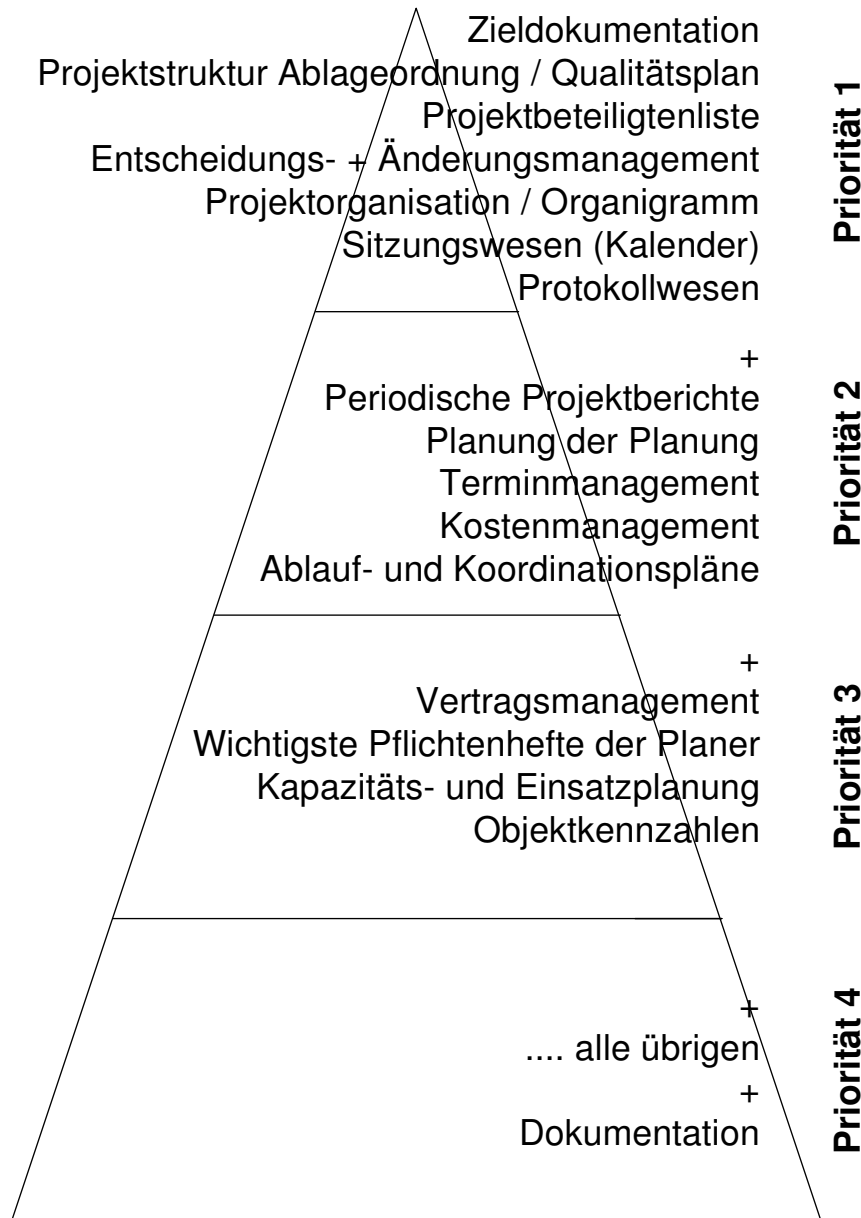 Zieldokumentation
Projektstruktur Ablageordnung / Qualitätsplan
Projektbeteiligtenliste
Entscheidungs- + Änderungsmanagement
Projektorganisation / Organigramm
Sitzungswesen (Kalender)
Protokollwesen
Priorität 1
+
Periodische Projektberichte
Planung der Planung
Terminmanagement
Kostenmanagement
Ablauf- und Koordinationspläne
Priorität 2
+
Vertragsmanagement
Wichtigste Pflichtenhefte der Planer
Kapazitäts- und Einsatzplanung
Objektkennzahlen
Priorität 3
+
.... alle übrigen
+
Dokumentation
Priorität 4